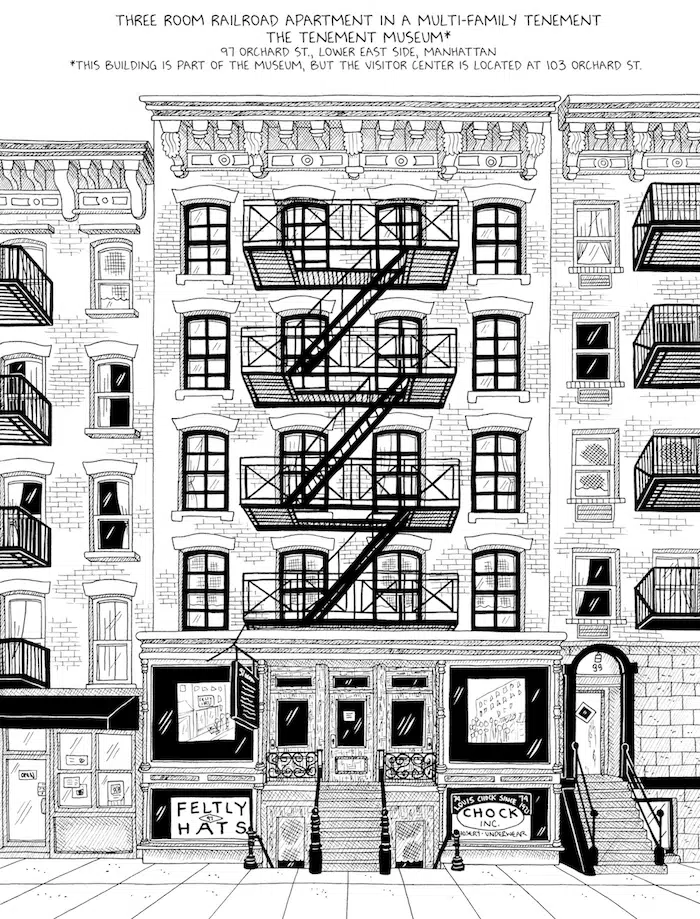 THREE ROOM RAILROAD APARTMENT IN A MULTI-FAMILY TENEMENT
THE TENEMENT MUSEUM*
97 ORCHARD ST., LOWER EAST SIDE, MANHATTAN
*THIS BUILDING IS PART OF THE MUSEUM, BUT THE VISITOR CENTER IS LOCATED AT 103 ORCHARD ST.
99
FELTLY
HATS
LOUIS CHOCK SINCE
CHOCK
INC.
HOSIERY·UNDERWEAR